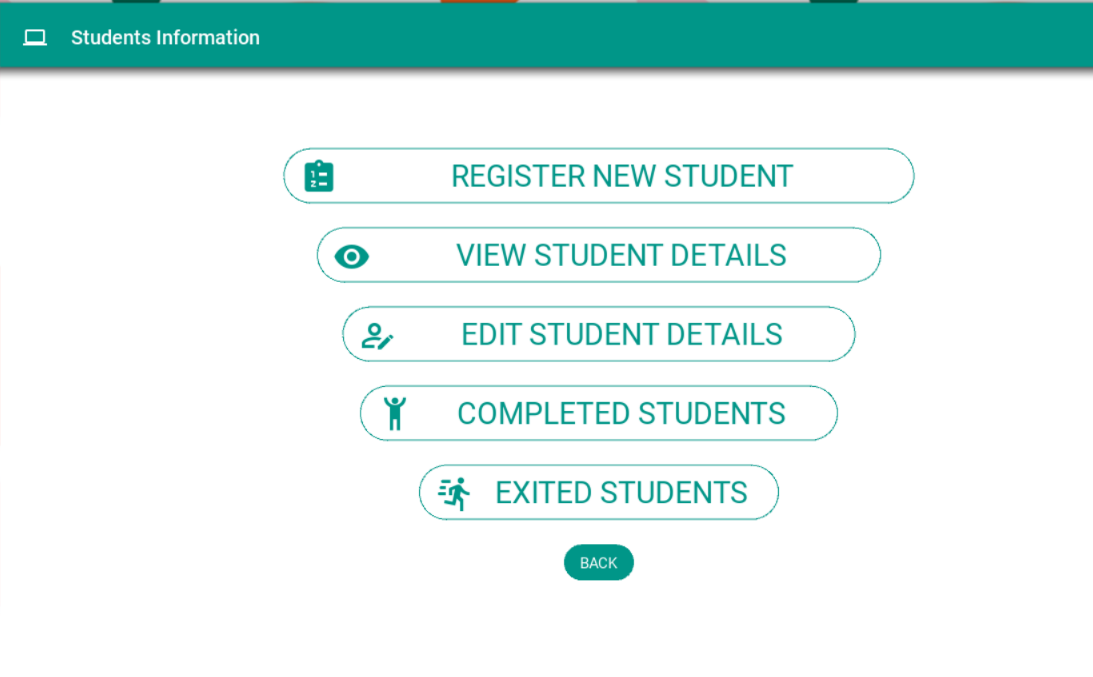 Students Information
REGISTER NEW STUDENT
VIEW STUDENT DETAILS
EDIT STUDENT DETAILS
COMPLETED STUDENTS
EXITED STUDENTS
BACK